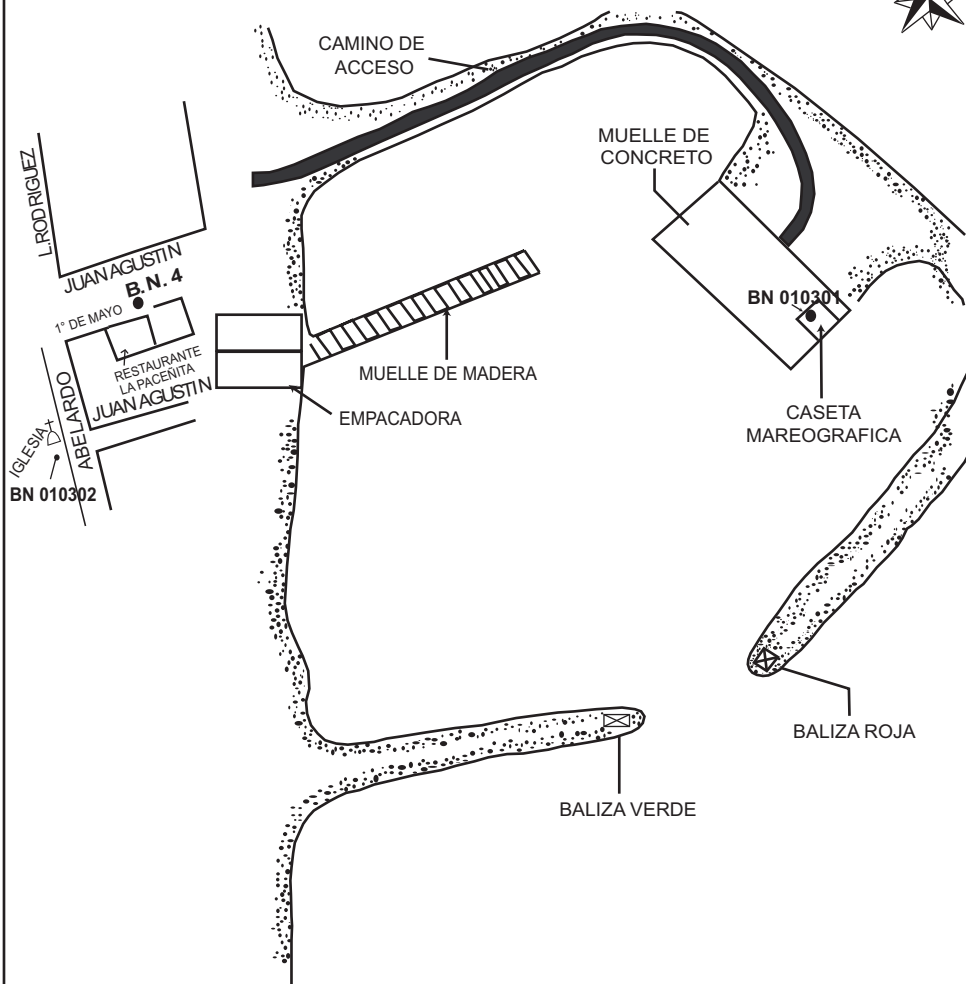 CAMINO DE
ACCESO
MUELLE DE
CONCRETO
L.RODRIGUEZ
JUAN AGUSTIN
B. N. 4
1° DE MAYO
BN 010301
RESTAURANTE
LA PACEÑITA
MUELLE DE MADERA
JUAN AGUSTIN
ABELARDO
EMPACADORA
CASETA
MAREOGRAFICA
IGLESIA
BN 010302
BALIZA ROJA
BALIZA VERDE